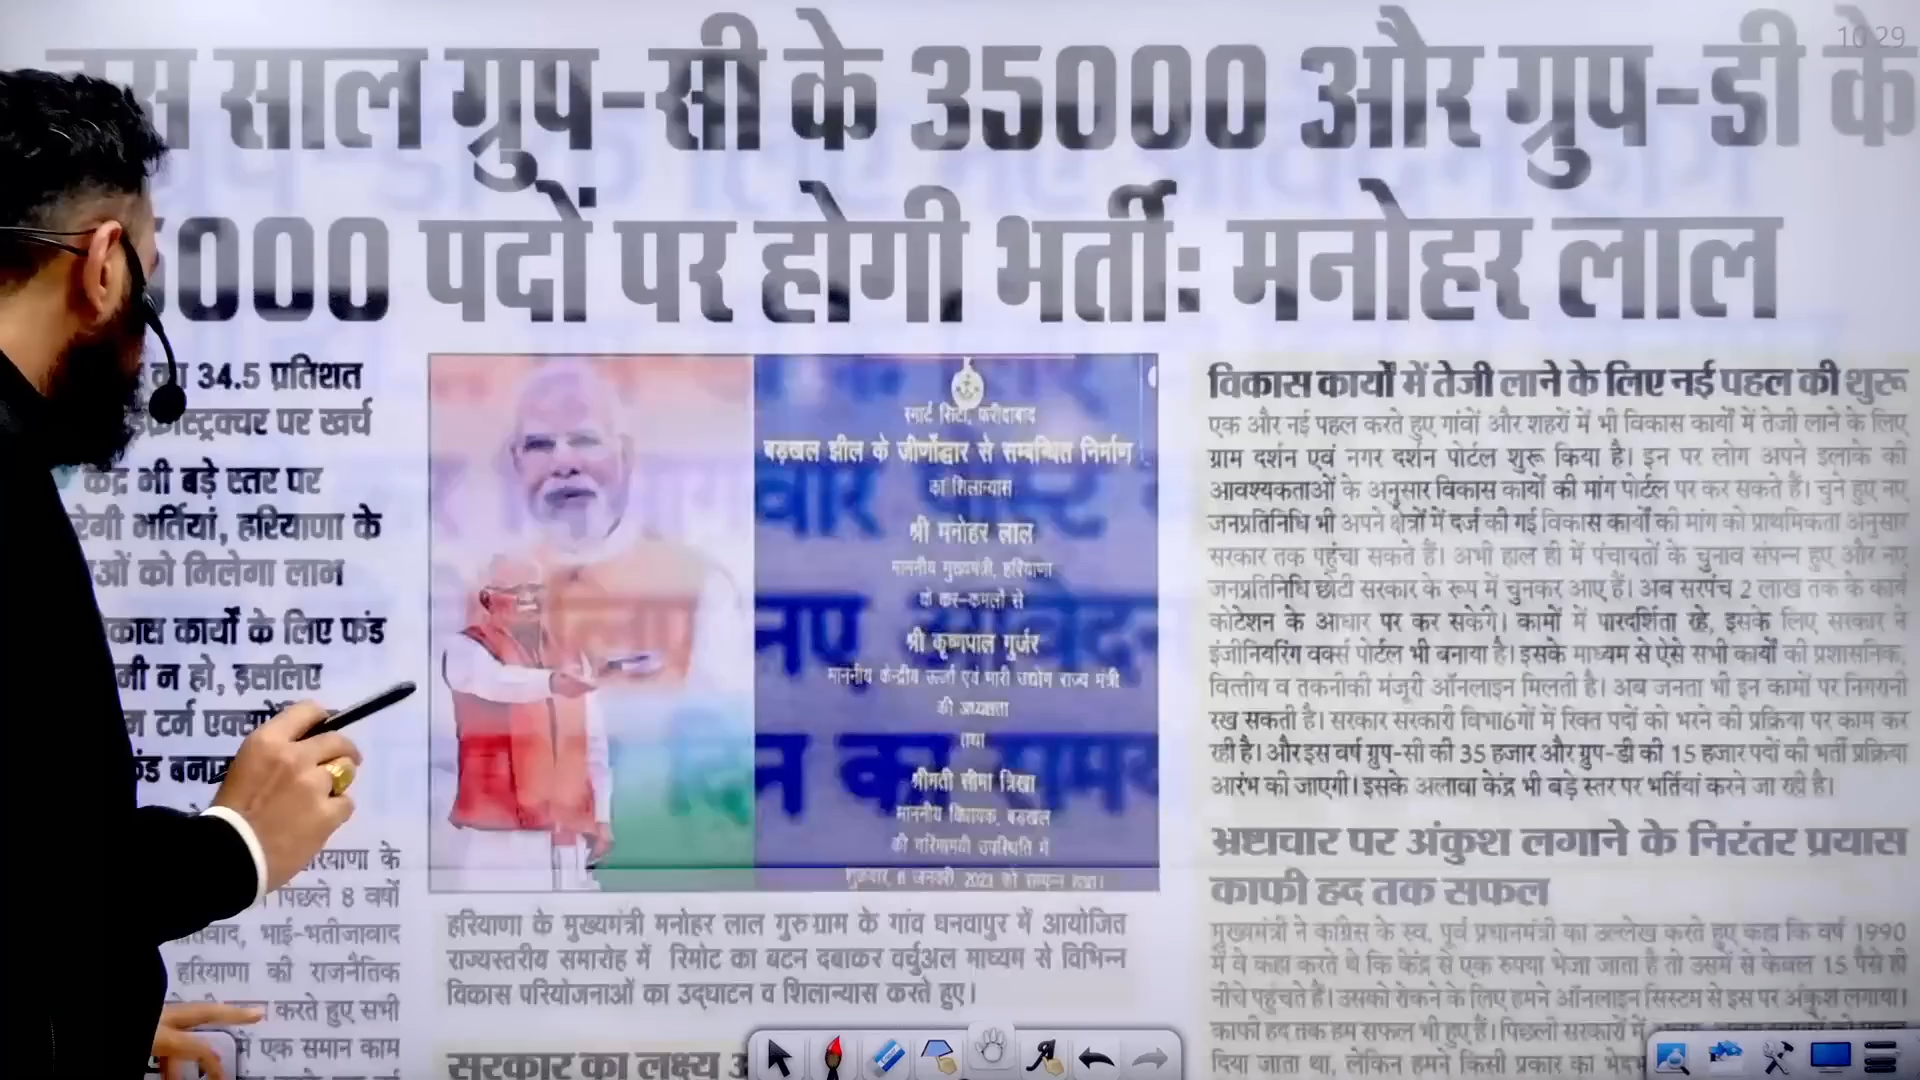 10:29
साल ग्रुप-सी के 35000 और ग्रुप-डी के
5000 पदों पर होगी भर्ती: मनोहर लाल
का 34.5 प्रतिशत
पर खर्च
केंद्र भी बड़े स्तर पर
भर्तियां, हरियाणा के
को मिलेगा लाभ
कार्यों के लिए फंड
न हो, इसलिए
टर्म
हरियाणा के
पिछले 8 वर्षों
भाई-भतीजावाद
हरियाणा की राजनैतिक
करते हुए सभी
में एक समान काम
स्मार्ट सिटी, फरीदाबाद
बड़खल झील के जीर्णोद्धार से सम्बन्धित निर्माण
का शिलान्यास
श्री मनोहर लाल
माननीय मुख्यमंत्री, हरियाणा
के कर-कमलों से
श्री कृष्णपाल गुर्जर
माननीय केन्द्रीय ऊर्जा एवं भारी उद्योग राज्य मंत्री
की अध्यक्षता
तथा
श्रीमती सीमा त्रिखा
माननीय विधायक, बड़खल
की गरिमामयी उपस्थिति में
जनवरी, 2023 को सम्पन्न हुआ।
हरियाणा के मुख्यमंत्री मनोहर लाल गुरुग्राम के गांव धनवापुर में आयोजित
राज्यस्तरीय समारोह में रिमोट का बटन दबाकर वर्चुअल माध्यम से विभिन्न
विकास परियोजनाओं का उद्घाटन व शिलान्यास करते हुए।
सरकार का लक्ष्य
विकास कार्यों में तेजी लाने के लिए नई पहल की शुरू
एक और नई पहल करते हुए गांवों और शहरों में भी विकास कार्यों में तेजी लाने के लिए
ग्राम दर्शन एवं नगर दर्शन पोर्टल शुरू किया है। इन पर लोग अपने इलाके की
आवश्यकताओं के अनुसार विकास कार्यों की मांग पोर्टल पर कर सकते हैं। चुने हुए नए
जनप्रतिनिधि भी अपने क्षेत्रों में दर्ज की गई विकास कार्यों की मांग को प्राथमिकता अनुसार
सरकार तक पहुंचा सकते हैं। अभी हाल ही में पंचायतों के चुनाव संपन्न हुए और नए
जनप्रतिनिधि छोटी सरकार के रूप में चुनकर आए हैं। अब सरपंच 2 लाख तक के कार्य
कोटेशन के आधार पर कर सकेंगे। कामों में पारदर्शिता रहे, इसके लिए सरकार ने
इंजीनियरिंग वर्क्स पोर्टल भी बनाया है। इसके माध्यम से ऐसे सभी कार्यों की प्रशासनिक,
वित्तीय व तकनीकी मंजूरी ऑनलाइन मिलती है। अब जनता भी इन कामों पर निगरानी
रख सकती है। सरकार सरकारी विभा6गों में रिक्त पदों को भरने की प्रक्रिया पर काम कर
रही है। और इस वर्ष ग्रुप-सी की 35 हजार और ग्रुप-डी की 15 हजार पदों की भर्ती प्रक्रिया
आरंभ की जाएगी। इसके अलावा केंद्र भी बड़े स्तर पर भर्तियां करने जा रही है।
भ्रष्टाचार पर अंकुश लगाने के निरंतर प्रयास
काफी हद तक सफल
मुख्यमंत्री ने कांग्रेस के स्व. पूर्व प्रधानमंत्री का उल्लेख करते हुए कहा कि वर्ष 1990
में वे कहा करते थे कि केंद्र से एक रुपया भेजा जाता है तो उसमें से केवल 15 पैसे ही
नीचे पहुंचते हैं। उसको रोकने के लिए हमने ऑनलाइन सिस्टम से इस पर अंकुश लगाया।
काफी हद तक हम सफल भी हुए हैं। पिछली सरकारों में
दिया जाता था, लेकिन हमने किसी प्रकार का